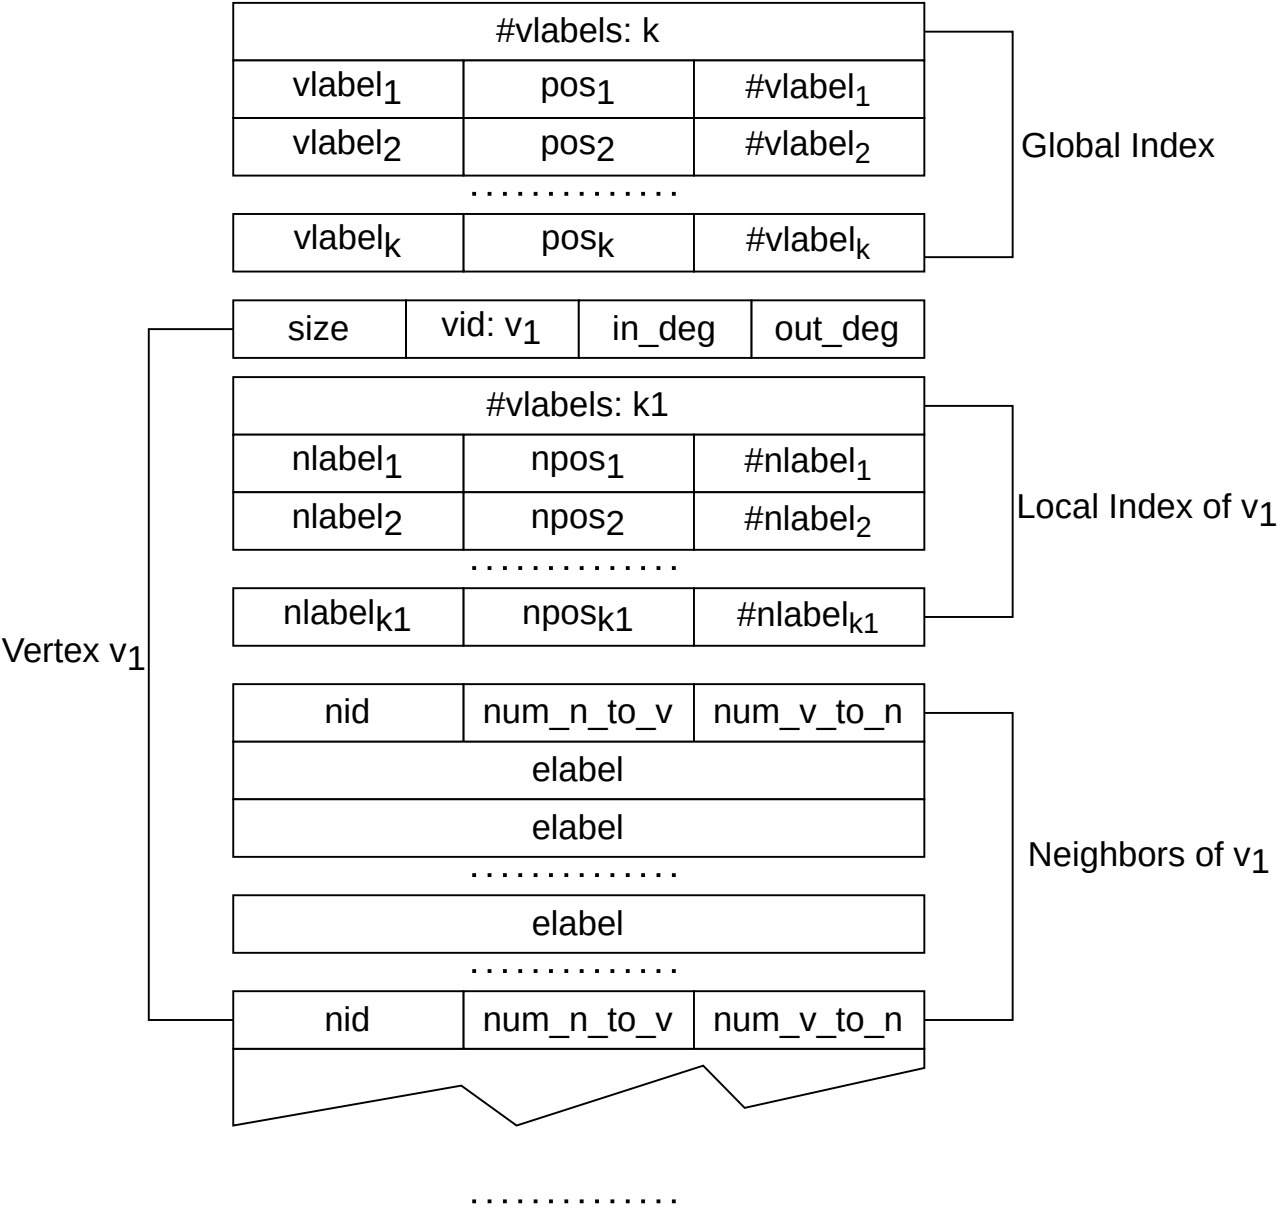 #vlabels: k
vlabel1 pos1 #vlabel1
vlabel2 pos2 #vlabel2
Global Index
..............
vlabelk posk #vlabelk
size vid: v1 in_deg out_deg
#vlabels: k1
nlabel1 npos1 #nlabel1
nlabel2 npos2 #nlabel2
Local Index of v1
..............
nlabelk1 nposk1 #nlabelk1
Vertex v1
nid num_n_to_v num_v_to_n
elabel
elabel
Neighbors of v1
..............
elabel
..............
nid num_n_to_v num_v_to_n
..............